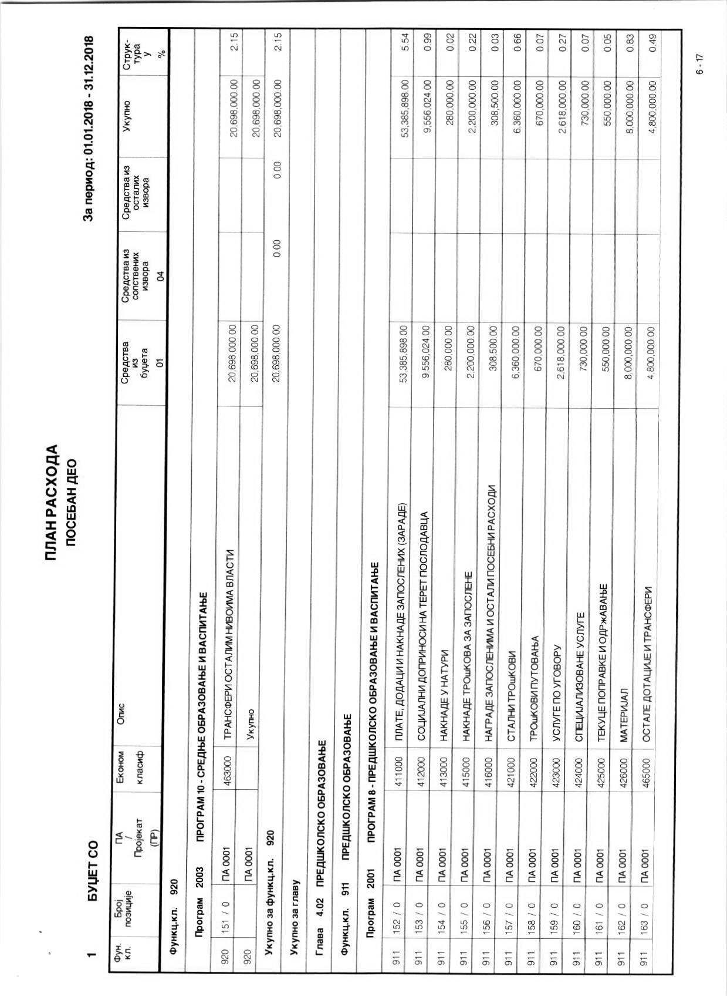 ПЛАН РАСХОДА
ПОСЕБАН ДЕО
1 БУЏЕТ СО За период: 01.01.2018 - 31.12.2018
Фун. кл. Број позиције ПА / Пројекат (ПР) Економ класиф Опис Средства из буџета 01 Средства из сопствених извора 04 Средства из осталих извора Укупно Струк- тура у %
Функц.кл. 920
Програм 2003 ПРОГРАМ 10 - СРЕДЊЕ ОБРАЗОВАЊЕ И ВАСПИТАЊЕ
920 151 / 0 ПА 0001 463000 ТРАНСФЕРИ ОСТАЛИМ НИВОИМА ВЛАСТИ 20,698,000.00 20,698,000.00 2.15
920 ПА 0001 Укупно 20,698,000.00 20,698,000.00
Укупно за функц.кл. 920 20,698,000.00 0.00 0.00 20,698,000.00 2.15
Укупно за главу
Глава 4.02 ПРЕДШКОЛСКО ОБРАЗОВАЊЕ
Функц.кл. 911 ПРЕДШКОЛСКО ОБРАЗОВАЊЕ
Програм 2001 ПРОГРАМ 8 - ПРЕДШКОЛСКО ОБРАЗОВАЊЕ И ВАСПИТАЊЕ
911 152 / 0 ПА 0001 411000 ПЛАТЕ, ДОДАЦИ И НАКНАДЕ ЗАПОСЛЕНИХ (ЗАРАДЕ) 53,385,898.00 53,385,898.00 5.54
911 153 / 0 ПА 0001 412000 СОЦИЈАЛНИ ДОПРИНОСИ НА ТЕРЕТ ПОСЛОДАВЦА 9,556,024.00 9,556,024.00 0.99
911 154 / 0 ПА 0001 413000 НАКНАДЕ У НАТУРИ 280,000.00 280,000.00 0.02
911 155 / 0 ПА 0001 415000 НАКНАДЕ ТРОшКОВА ЗА ЗАПОСЛЕНЕ 2,200,000.00 2,200,000.00 0.22
911 156 / 0 ПА 0001 416000 НАГРАДЕ ЗАПОСЛЕНИМА И ОСТАЛИ ПОСЕБНИ РАСХОДИ 308,500.00 308,500.00 0.03
911 157 / 0 ПА 0001 421000 СТАЛНИ ТРОшКОВИ 6,360,000.00 6,360,000.00 0.66
911 158 / 0 ПА 0001 422000 ТРОшКОВИ ПУТОВАЊА 670,000.00 670,000.00 0.07
911 159 / 0 ПА 0001 423000 УСЛУГЕ ПО УГОВОРУ 2,618,000.00 2,618,000.00 0.27
911 160 / 0 ПА 0001 424000 СПЕЦИЈАЛИЗОВАНЕ УСЛУГЕ 730,000.00 730,000.00 0.07
911 161 / 0 ПА 0001 425000 ТЕКУЦЕ ПОПРАВКЕ И ОДРжАВАЊЕ 550,000.00 550,000.00 0.05
911 162 / 0 ПА 0001 426000 МАТЕРИЈАЛ 8,000,000.00 8,000,000.00 0.83
911 163 / 0 ПА 0001 465000 ОСТАЛЕ ДОТАЦИЈЕ И ТРАНСФЕРИ 4,800,000.00 4,800,000.00 0.49
6 - 17